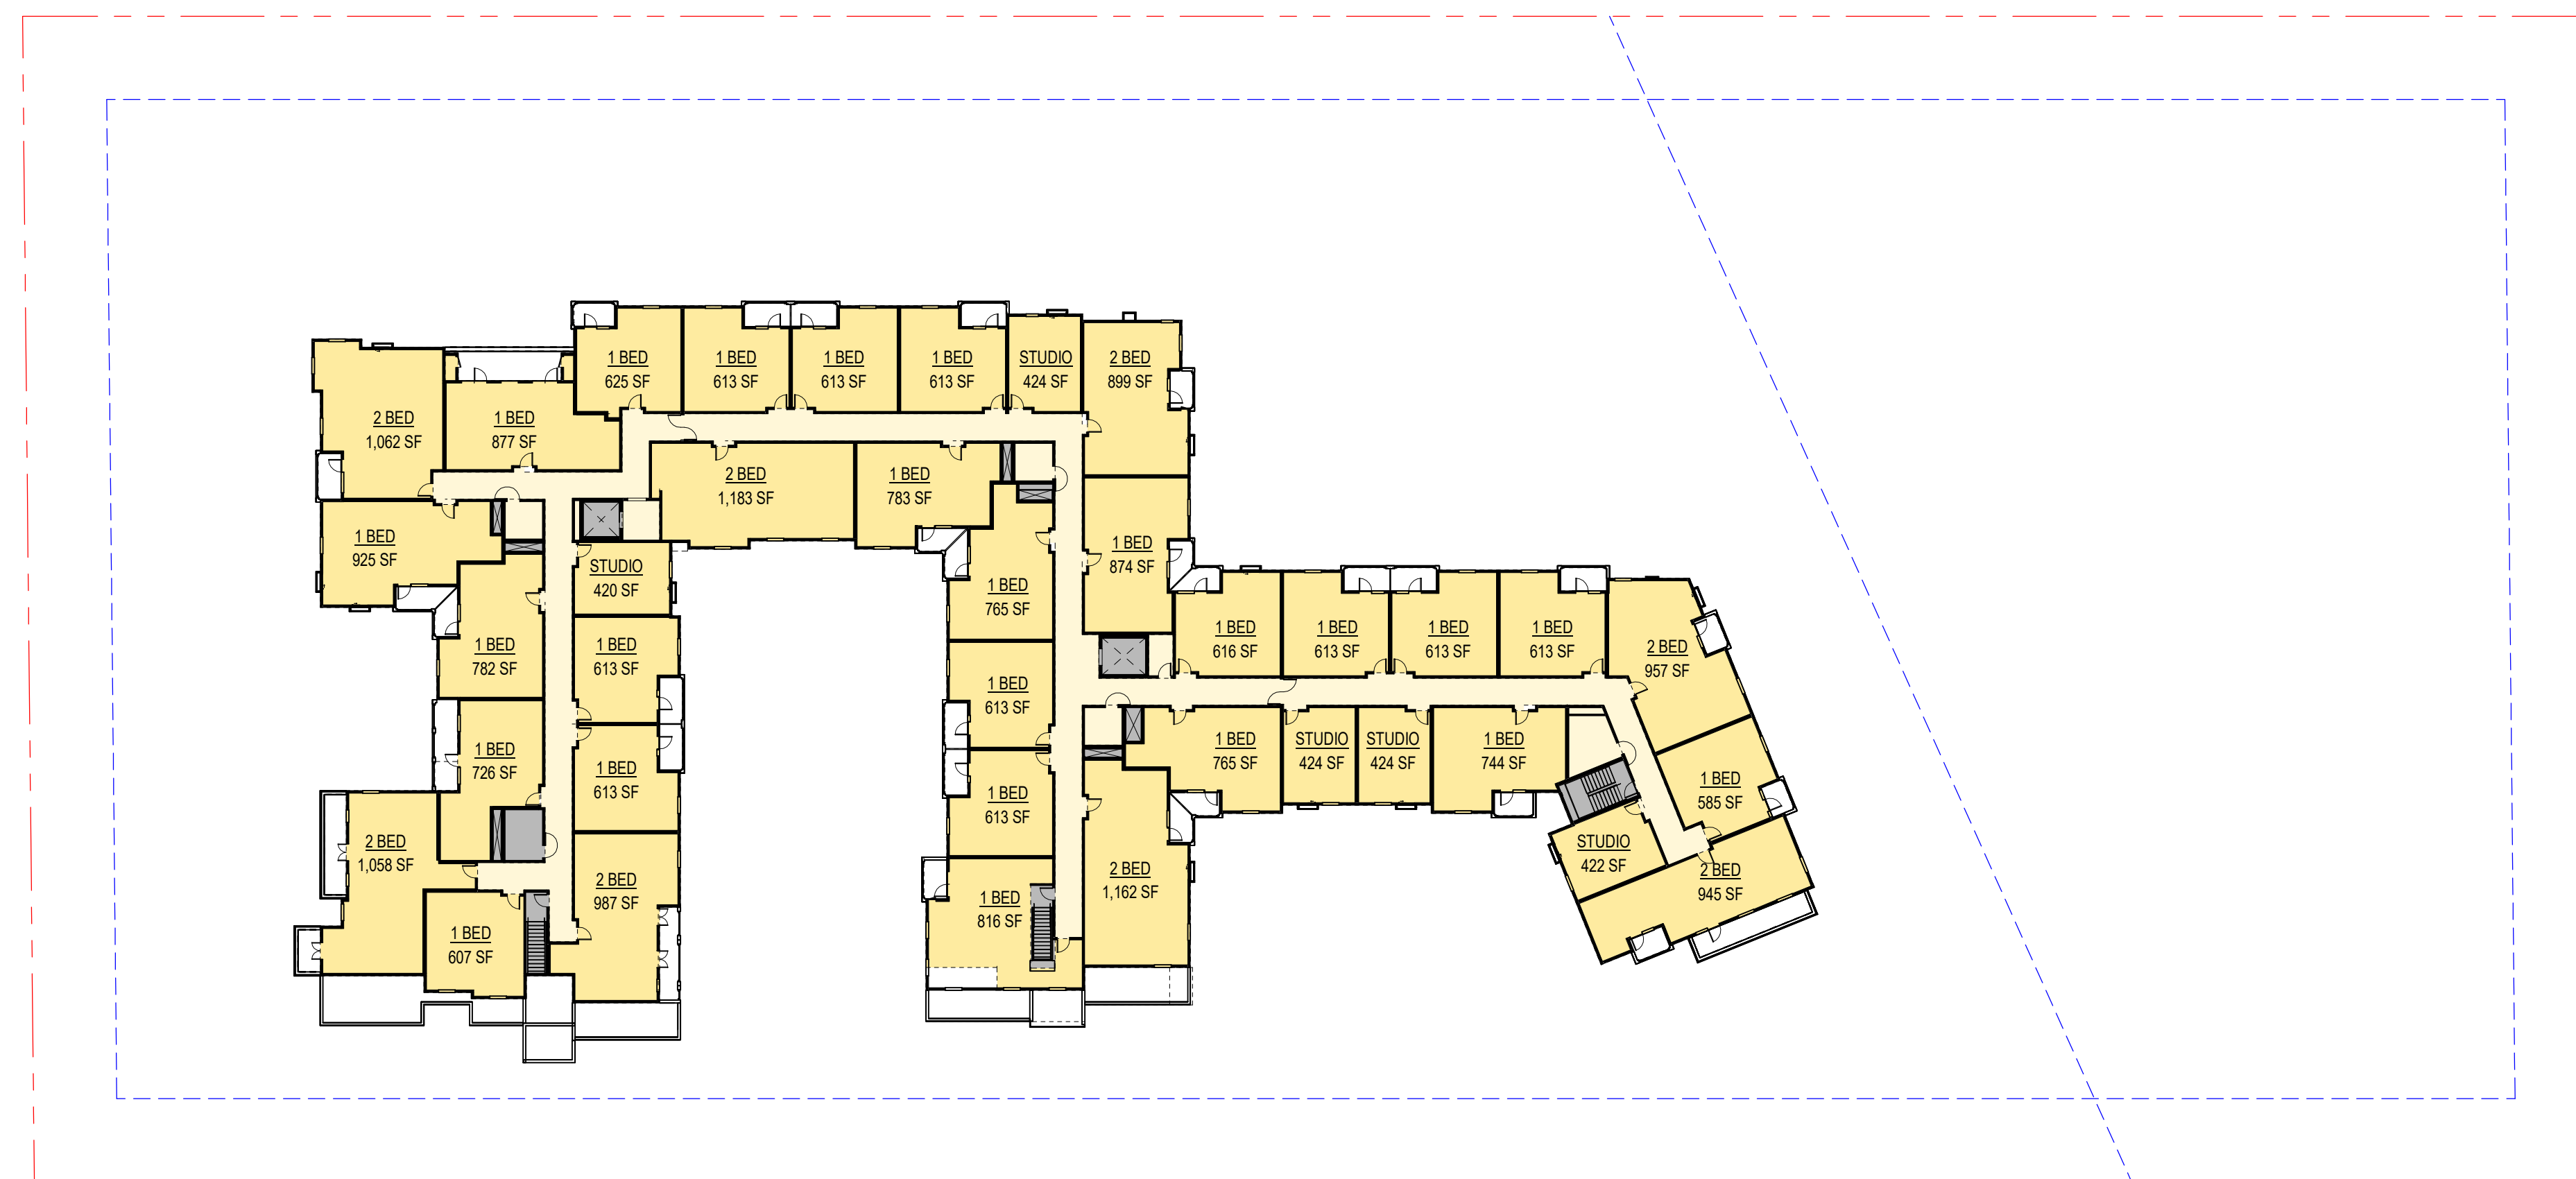 1 BED
625 SF
1 BED
613 SF
1 BED
613 SF
1 BED
613 SF
STUDIO
424 SF
2 BED
899 SF
2 BED
1,062 SF
1 BED
877 SF
2 BED
1,183 SF
1 BED
783 SF
1 BED
925 SF
STUDIO
420 SF
1 BED
765 SF
1 BED
874 SF
1 BED
782 SF
1 BED
613 SF
1 BED
616 SF
1 BED
613 SF
1 BED
613 SF
1 BED
613 SF
2 BED
957 SF
1 BED
613 SF
1 BED
726 SF
1 BED
613 SF
1 BED
765 SF
STUDIO
424 SF
STUDIO
424 SF
1 BED
744 SF
1 BED
585 SF
1 BED
613 SF
2 BED
1,058 SF
STUDIO
422 SF
2 BED
987 SF
1 BED
816 SF
2 BED
1,162 SF
2 BED
945 SF
1 BED
607 SF